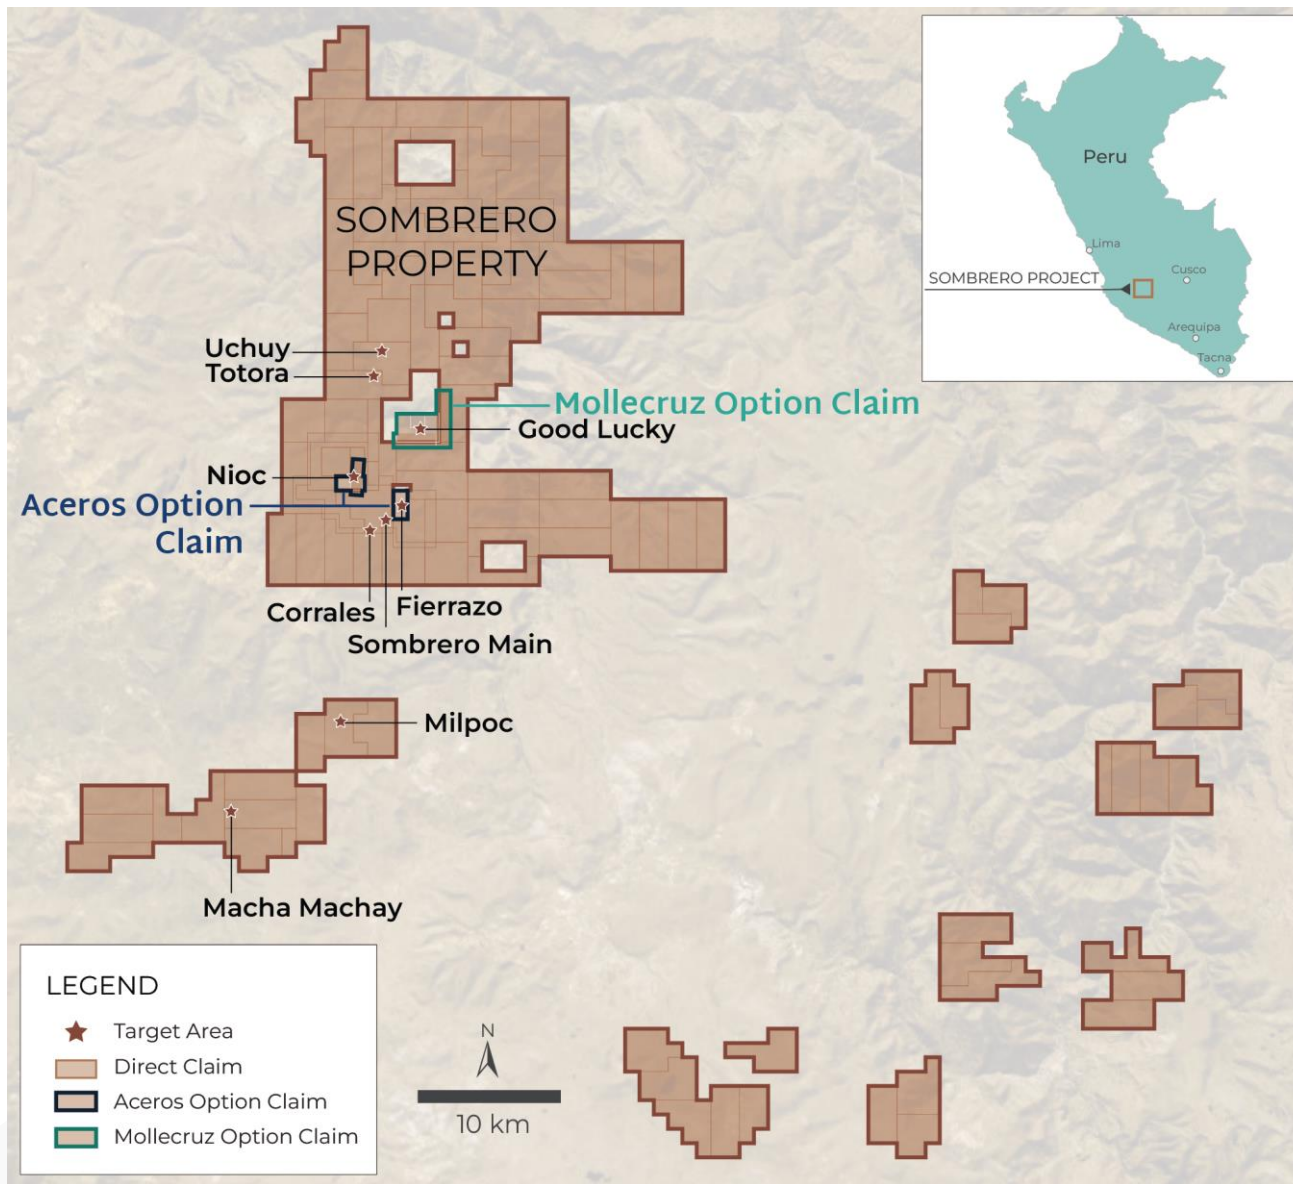 Peru
Lima
Cusco
SOMBRERO PROJECT
Arequipa
Tacna
SOMBRERO
PROPERTY
Uchuy
Totora
Mollecruz Option Claim
Good Lucky
Nioc
Aceros Option
Claim
Corrales
Fierrazo
Sombrero Main
Milpoc
Macha Machay
LEGEND
Target Area
Direct Claim
Aceros Option Claim
Mollecruz Option Claim
N
10 km